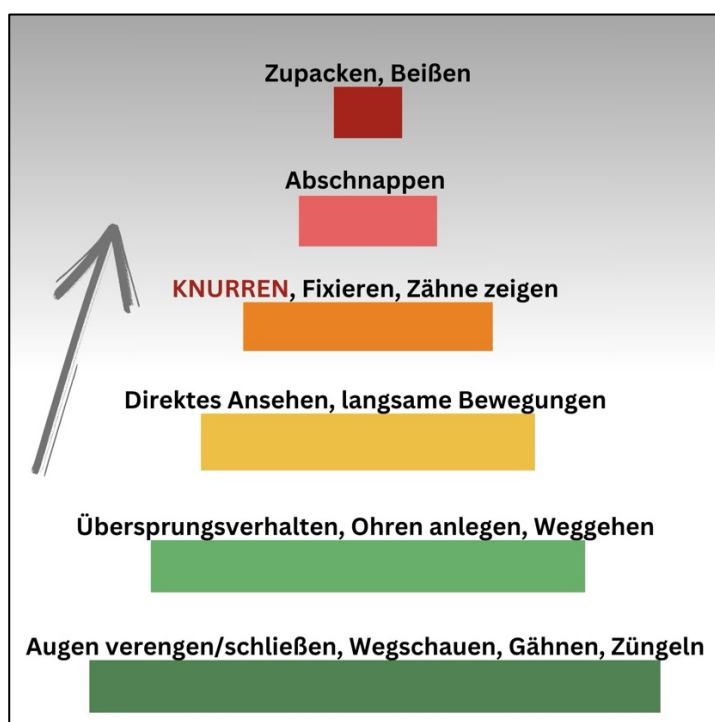 Zupacken, Beißen
Abschnappen
KNURREN, Fixieren, Zähne zeigen
Direktes Ansehen, langsame Bewegungen
Übersprungsverhalten, Ohren anlegen, Weggehen
Augen verengen/schließen, Wegschauen, Gähnen, Züngeln